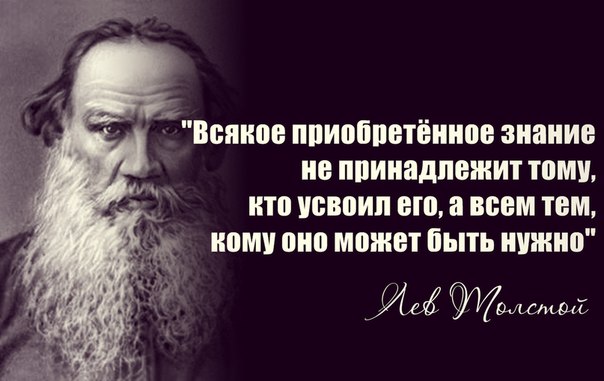 "Всякое приобретённое знание
не принадлежит тому,
кто усвоил его, а всем тем,
кому оно может быть нужно"
Лев Толстой